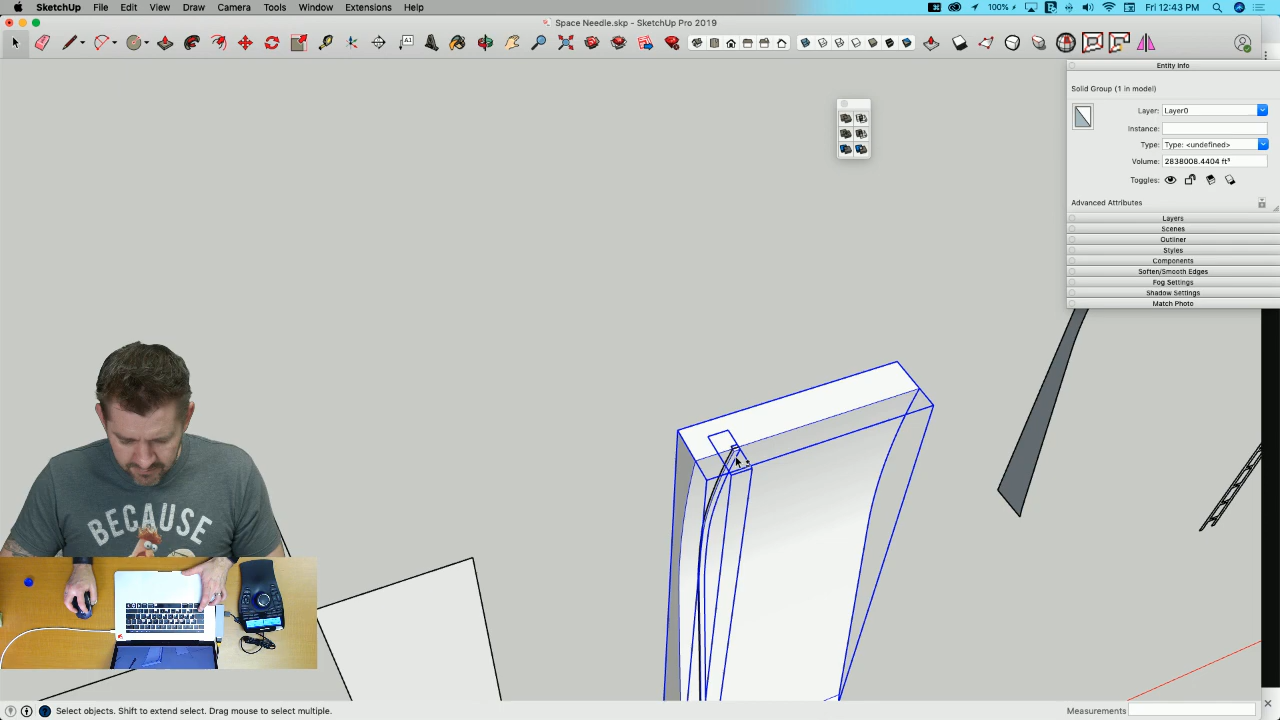 SketchUp File Edit View Draw Camera Tools Window Extensions Help 100% Fri 12:43 PM
Space Needle.skp - SketchUp Pro 2019
Entity Info
Solid Group (1 in model)
Layer: Layer0
Instance:
Type: Type: <undefined>
Volume: 2838008.4404 ft³
Toggles:
Advanced Attributes
Layers
Scenes
Outliner
Styles
Components
Soften/Smooth Edges
Fog Settings
Shadow Settings
Match Photo
BECAUSE
Select objects. Shift to extend select. Drag mouse to select multiple. Measurements